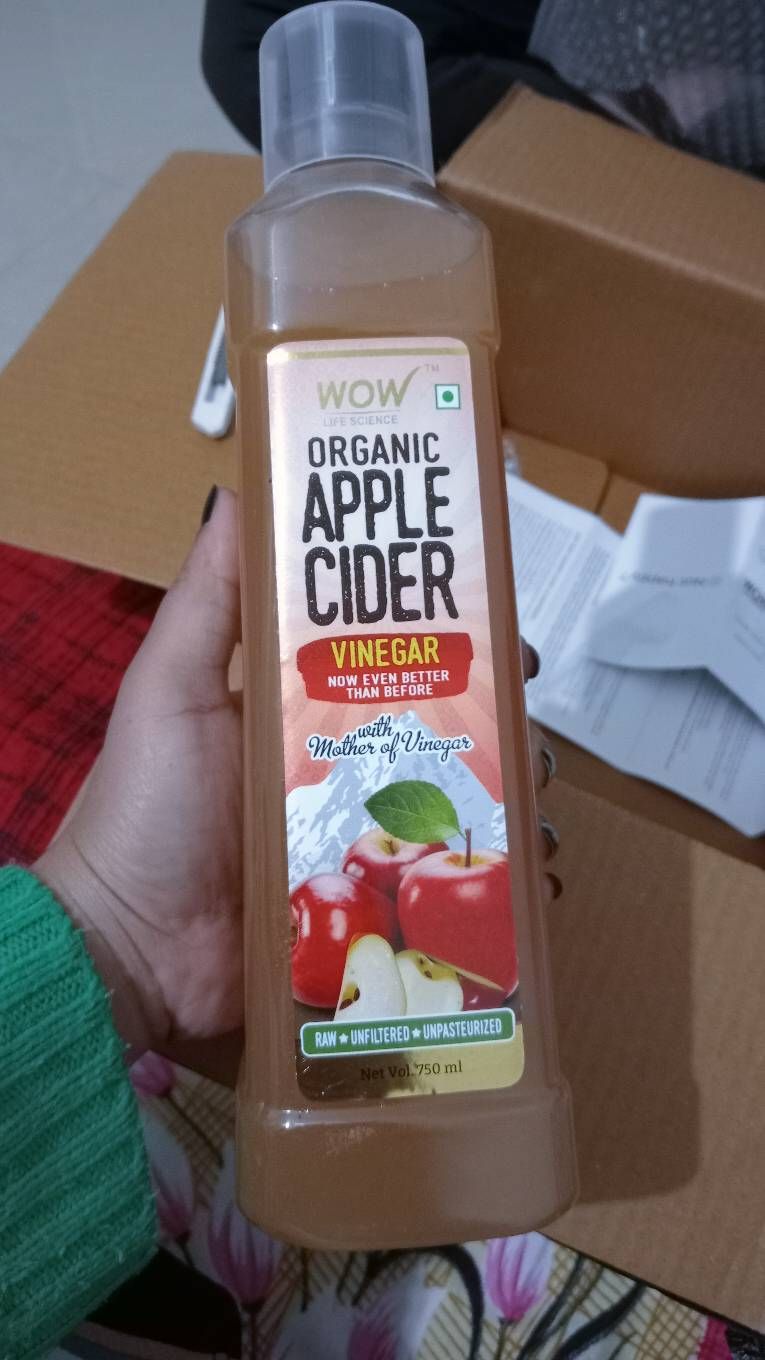 WOW ™
LIFE SCIENCE
ORGANIC
APPLE
CIDER
VINEGAR
NOW EVEN BETTER
THAN BEFORE
with
Mother of Vinegar
RAW ★ UNFILTERED ★ UNPASTEURIZED
Net Vol. 750 ml